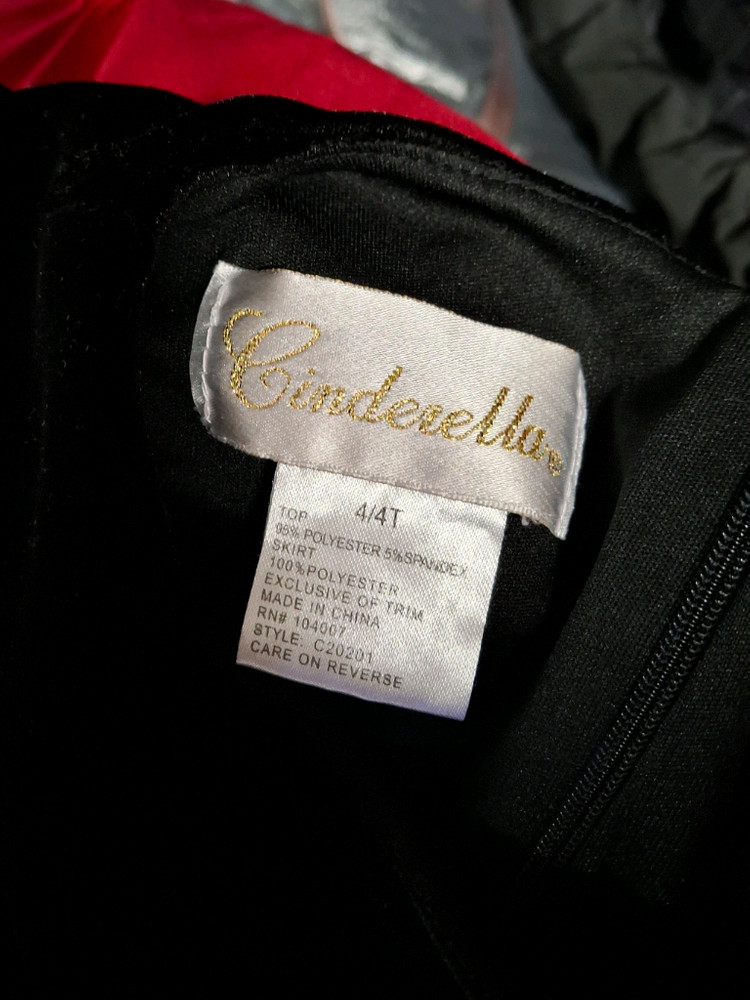 Cinderella®
4/4T
TOP
95% POLYESTER 5%SPANDEX
SKIRT
100%POLYESTER
EXCLUSIVE OF TRIM
MADE IN CHINA
RN# 104007
STYLE: C20201
CARE ON REVERSE